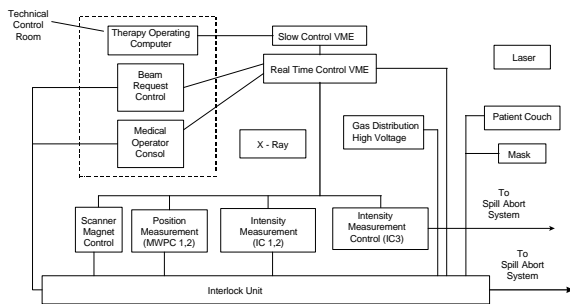 Technical
Control
Room
Therapy Operating
Computer
Slow Control VME
Beam
Request
Control
Real Time Control VME
Laser
Medical
Operator
Consol
X - Ray
Gas Distribution
High Voltage
Patient Couch
Mask
Scanner
Magnet
Control
Position
Measurement
(MWPC 1,2)
Intensity
Measurement
(IC 1,2)
Intensity
Measurement
Control (IC3)
To
Spill Abort
System
To
Spill Abort
System
Interlock Unit